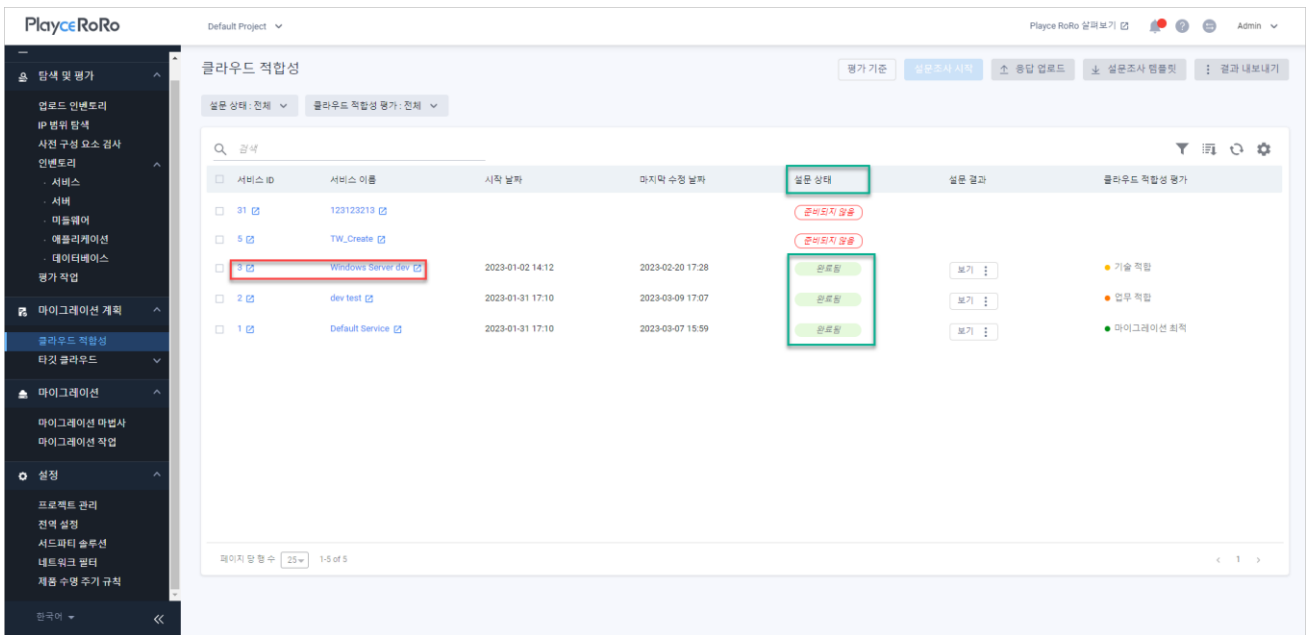 PlayceRoRo
Default Project
Playce RoRo 살펴보기
Admin
탐색 및 평가
업로드 인벤토리
IP 범위 탐색
사전 구성 요소 검사
인벤토리
· 서비스
· 서버
· 미들웨어
· 애플리케이션
· 데이터베이스
평가 작업
마이그레이션 계획
클라우드 적합성
타깃 클라우드
마이그레이션
마이그레이션 마법사
마이그레이션 작업
설정
프로젝트 관리
전역 설정
서드파티 솔루션
네트워크 필터
제품 수명 주기 규칙
한국어
클라우드 적합성
평가 기준 설문조사 시작 응답 업로드 설문조사 템플릿 결과 내보내기
설문 상태 : 전체 클라우드 적합성 평가 : 전체
검색
서비스 ID 서비스 이름 시작 날짜 마지막 수정 날짜 설문 상태 설문 결과 클라우드 적합성 평가
31 123123213 준비되지 않음
5 TW_Create 준비되지 않음
3 Windows Server dev 2023-01-02 14:12 2023-02-20 17:28 완료됨 보기 기술 적합
2 dev test 2023-01-31 17:10 2023-03-09 17:07 완료됨 보기 업무 적합
1 Default Service 2023-01-31 17:10 2023-03-07 15:59 완료됨 보기 마이그레이션 최적
페이지 당 행 수 25 1-5 of 5
1